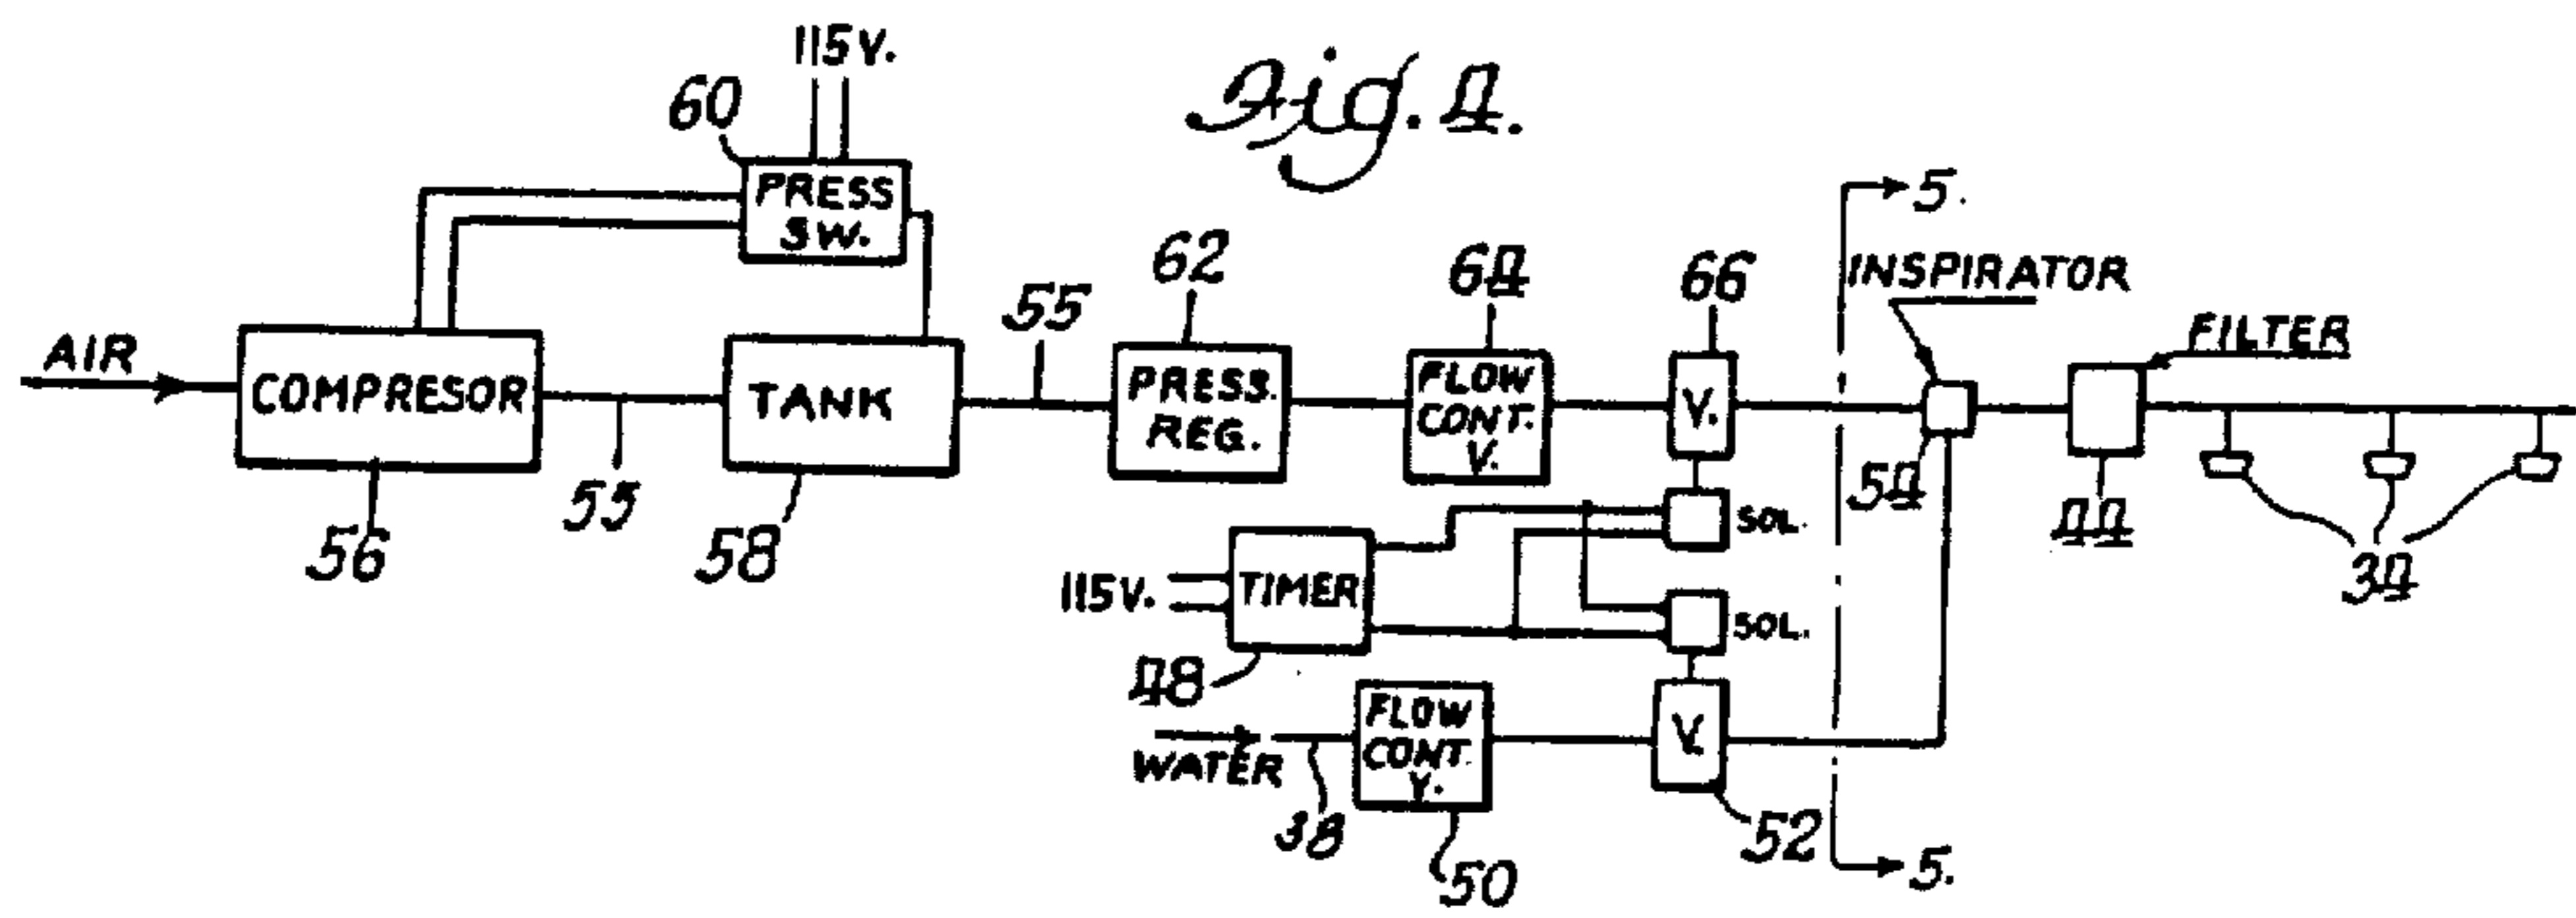 Fig. 4.
115V.
60
PRESS
SW.
AIR
COMPRESOR
56
55
TANK
58
55
62
PRESS.
REG.
64
FLOW
CONT.
V.
66
V.
SOL.
5.
INSPIRATOR
54
FILTER
44
34
115V.
TIMER
48
SOL.
WATER
38
FLOW
CONT.
V.
50
V.
52
5.